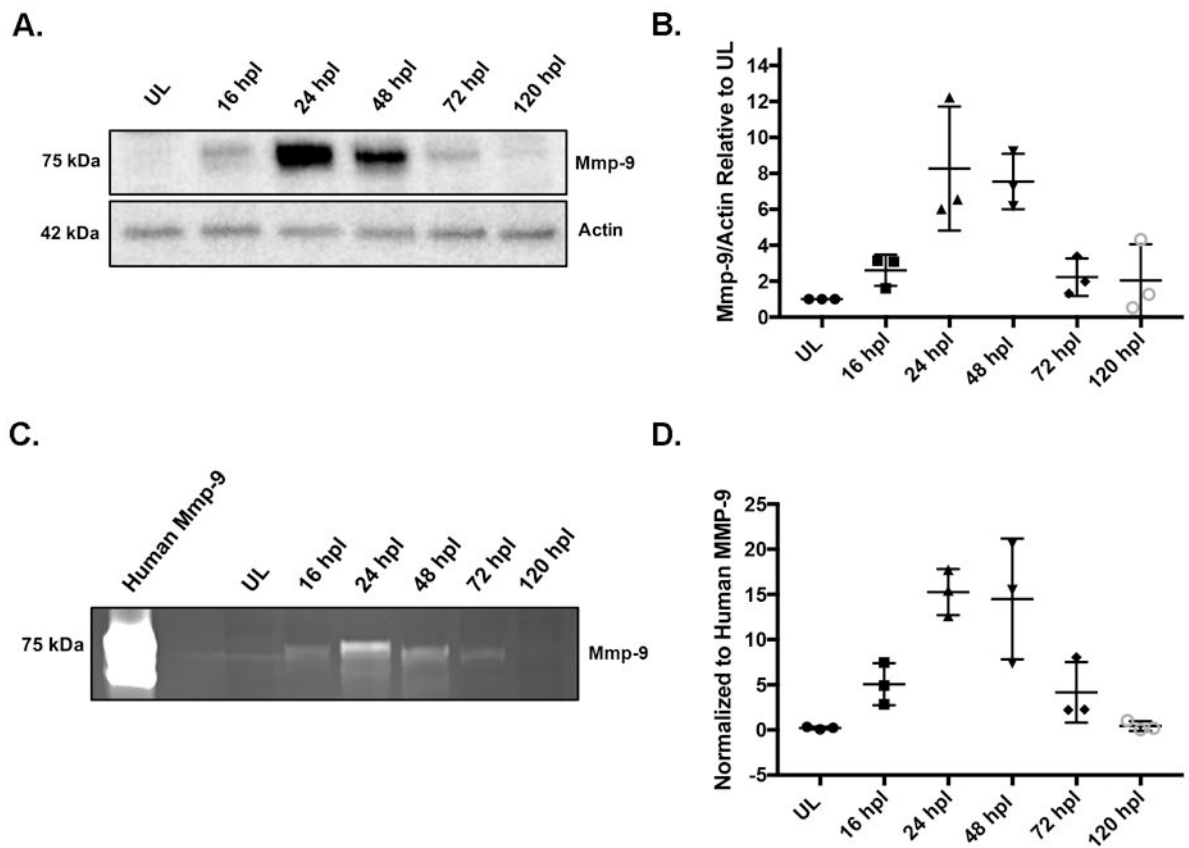 A.
UL 16 hpl 24 hpl 48 hpl 72 hpl 120 hpl
75 kDa Mmp-9
42 kDa Actin
B.
Mmp-9/Actin Relative to UL
14
12
10
8
6
4
2
0
UL 16 hpl 24 hpl 48 hpl 72 hpl 120 hpl
C.
Human Mmp-9 UL 16 hpl 24 hpl 48 hpl 72 hpl 120 hpl
75 kDa Mmp-9
D.
Normalized to Human MMP-9
25
20
15
10
5
0
-5
UL 16 hpl 24 hpl 48 hpl 72 hpl 120 hpl